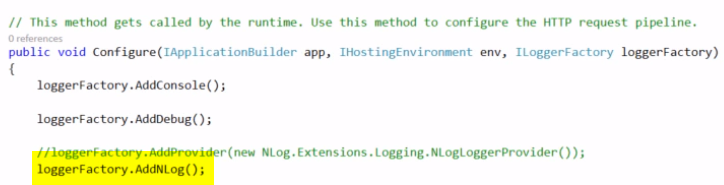 // This method gets called by the runtime. Use this method to configure the HTTP request pipeline.
0 references
public void Configure(IApplicationBuilder app, IHostingEnvironment env, ILoggerFactory loggerFactory)
{
loggerFactory.AddConsole();
loggerFactory.AddDebug();
//loggerFactory.AddProvider(new NLog.Extensions.Logging.NLogLoggerProvider());
loggerFactory.AddNLog();